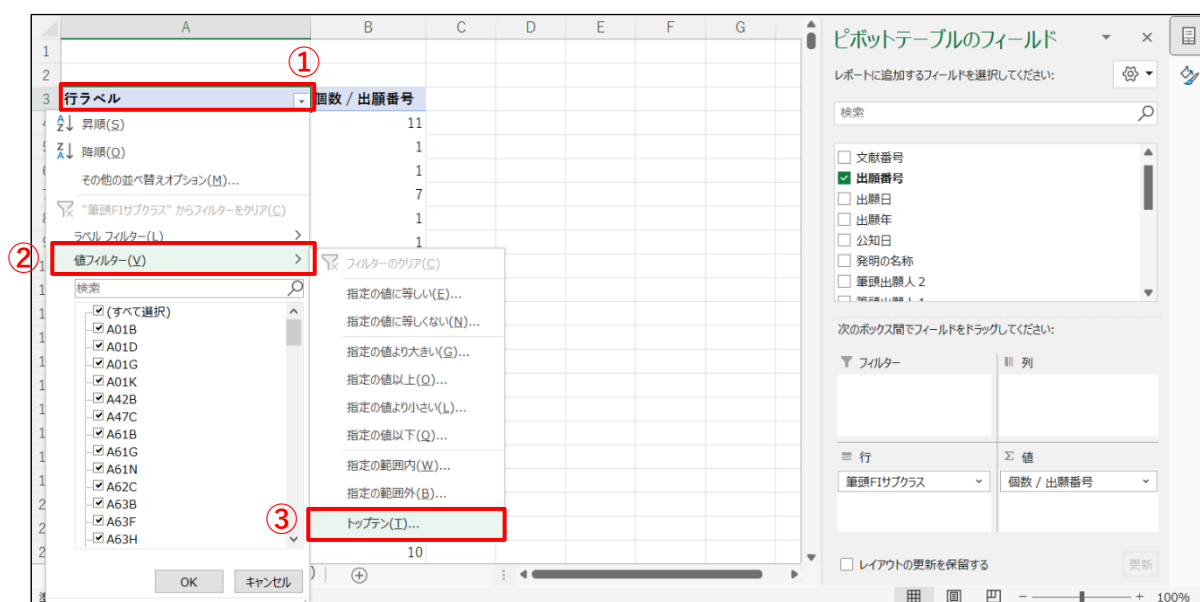 A B C D E F G
1
①
2
3 行ラベル 個数 / 出願番号
昇順(S) 11
降順(O) 1
その他の並べ替えオプション(M)... 1
7
"筆頭FIサブクラス" からフィルターをクリア(C) 1
ラベル フィルター(L) 1
② 値フィルター(V)
検索
(すべて選択)
A01B
A01D
A01G
A01K
A42B
A47C
A61B
A61G
A61N
A62C
A63B
A63F
A63H
OK キャンセル
フィルターのクリア(C)
指定の値に等しい(E)...
指定の値に等しくない(N)...
指定の値より大きい(G)...
指定の値以上(O)...
指定の値より小さい(L)...
指定の値以下(Q)...
指定の範囲内(W)...
指定の範囲外(B)...
③ トップテン(T)...
10
ピボットテーブルのフィールド
レポートに追加するフィールドを選択してください:
検索
文献番号
出願番号
出願日
出願年
公知日
発明の名称
筆頭出願人2
筆頭出願人1
次のボックス間でフィールドをドラッグしてください:
フィルター 列
行 Σ 値
筆頭FIサブクラス 個数 / 出願番号
レイアウトの更新を保留する 更新
100%